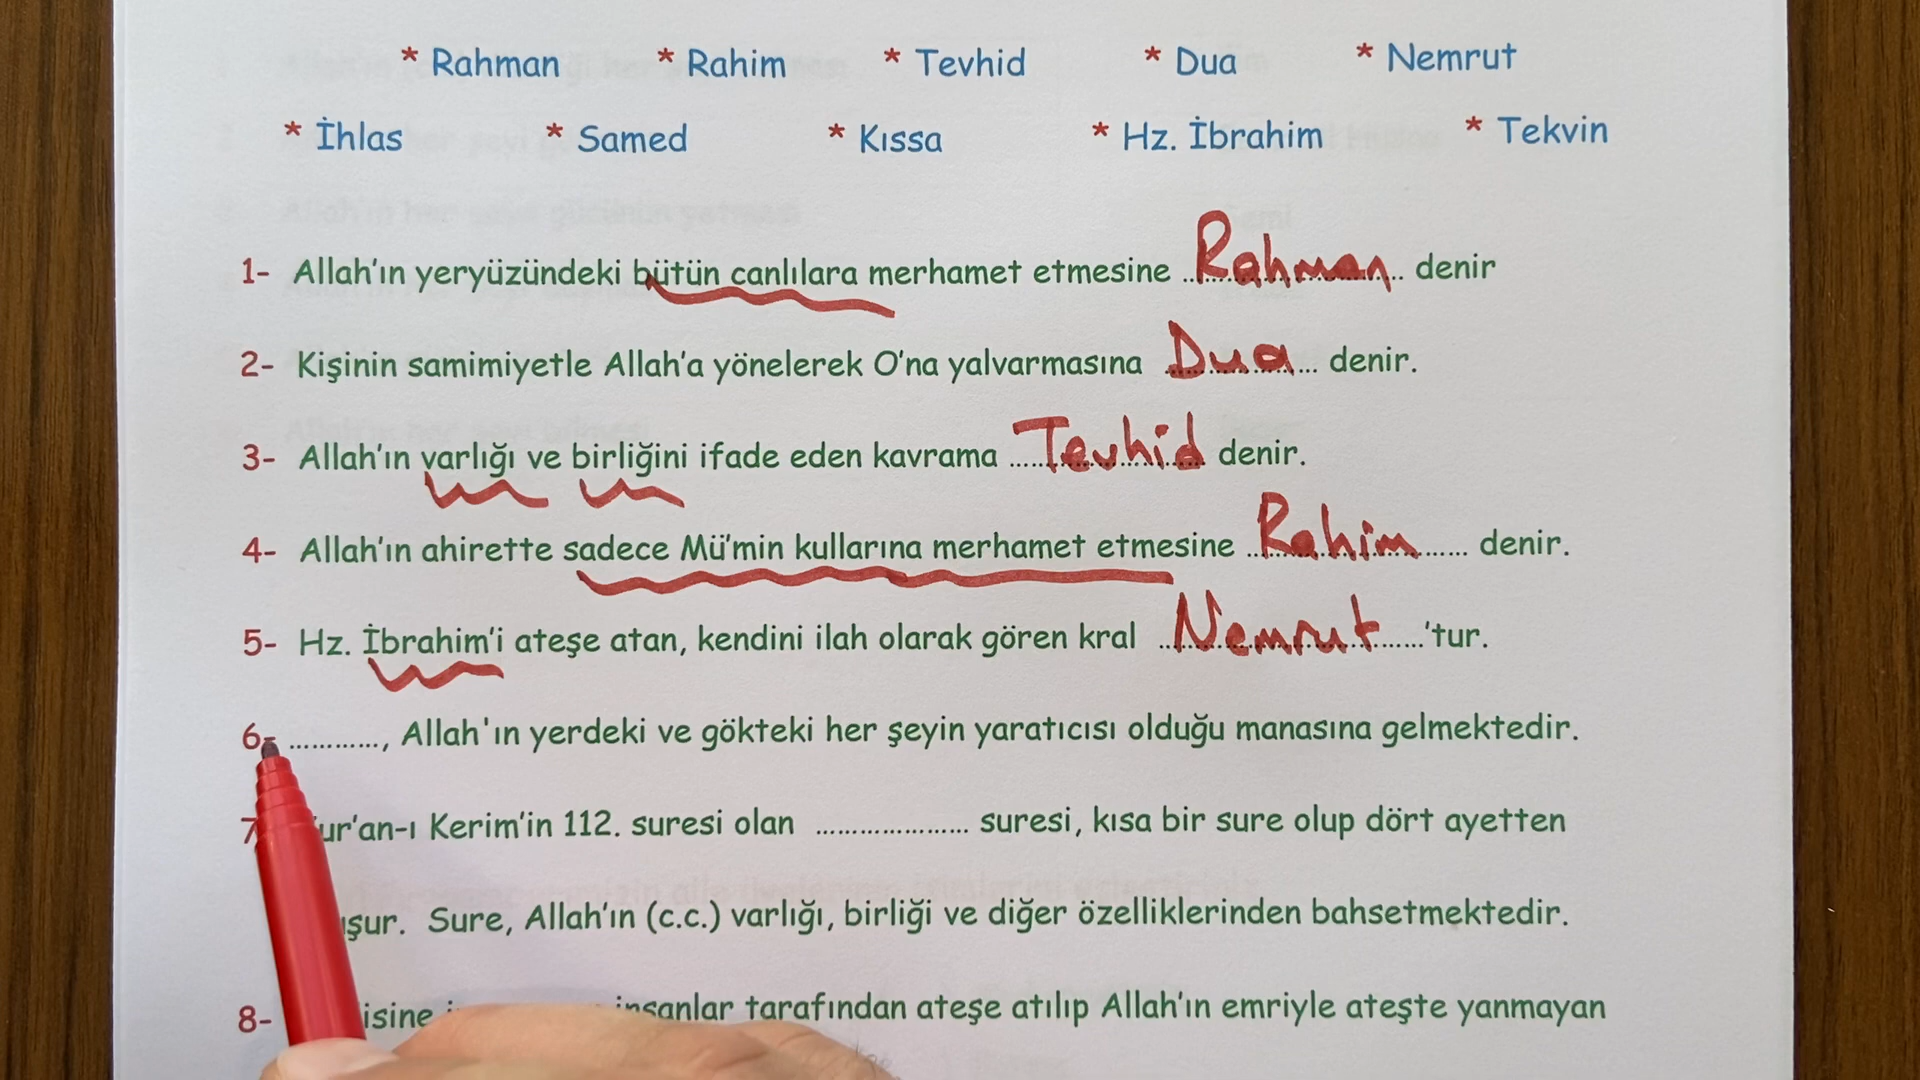 * Rahman * Rahim * Tevhid * Dua * Nemrut
* İhlas * Samed * Kıssa * Hz. İbrahim * Tekvin
1- Allah'ın yeryüzündeki bütün canlılara merhamet etmesine Rahman denir
2- Kişinin samimiyetle Allah'a yönelerek O'na yalvarmasına Dua denir.
3- Allah'ın varlığı ve birliğini ifade eden kavrama Tevhid denir.
4- Allah'ın ahirette sadece Mü'min kullarına merhamet etmesine Rahim denir.
5- Hz. İbrahim'i ateşe atan, kendini ilah olarak gören kral Nemrut 'tur.
6- ............, Allah'ın yerdeki ve gökteki her şeyin yaratıcısı olduğu manasına gelmektedir.
7 ur'an-ı Kerim'in 112. suresi olan ..................... suresi, kısa bir sure olup dört ayetten
şur. Sure, Allah'ın (c.c.) varlığı, birliği ve diğer özelliklerinden bahsetmektedir.
8- isine insanlar tarafından ateşe atılıp Allah'ın emriyle ateşte yanmayan